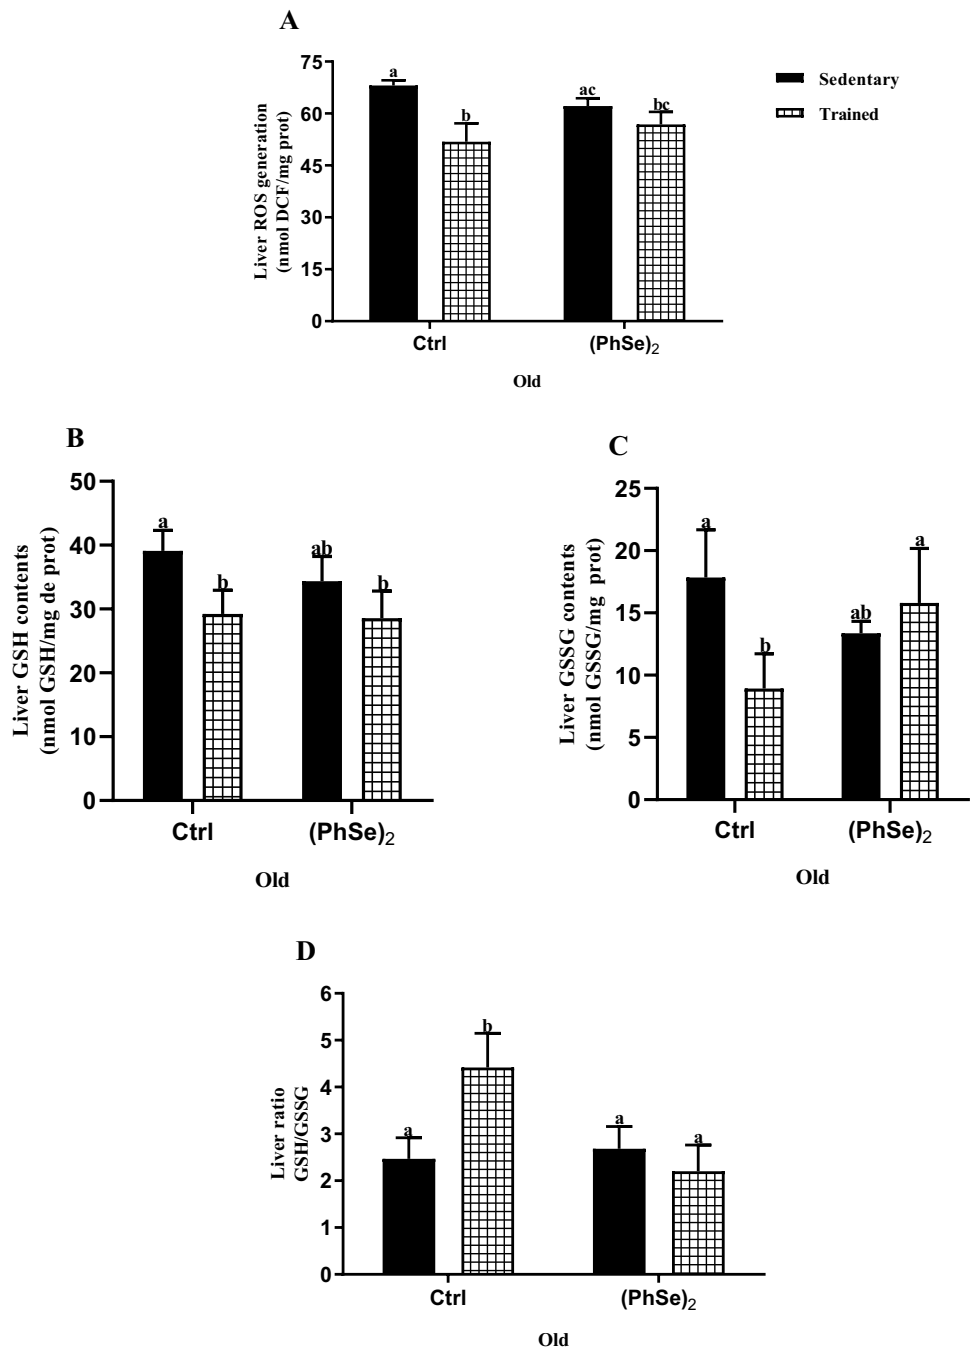 A
Liver ROS generation
(nmol DCF/mg prot)
75
60
45
30
15
0
a
b
ac
bc
Ctrl
(PhSe)₂
Old
Sedentary
Trained
B
Liver GSH contents
(nmol GSH/mg de prot)
50
40
30
20
10
0
a
b
ab
b
Ctrl
(PhSe)₂
Old
C
Liver GSSG contents
(nmol GSSG/mg prot)
25
20
15
10
5
0
a
b
ab
a
Ctrl
(PhSe)₂
Old
D
Liver ratio
GSH/GSSG
6
5
4
3
2
1
0
a
b
a
a
Ctrl
(PhSe)₂
Old